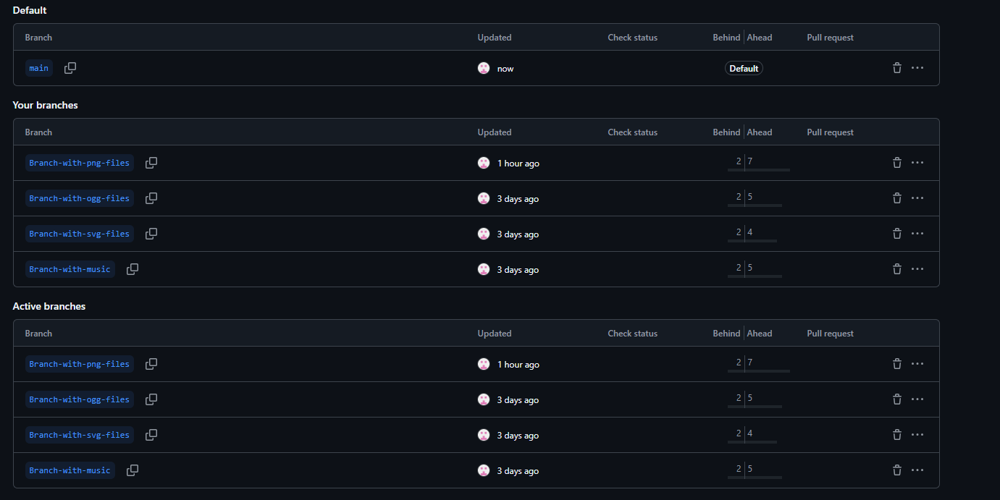 Default
Branch Updated Check status Behind Ahead Pull request
main now Default
Your branches
Branch Updated Check status Behind Ahead Pull request
Branch-with-png-files 1 hour ago 2 7
Branch-with-ogg-files 3 days ago 2 5
Branch-with-svg-files 3 days ago 2 4
Branch-with-music 3 days ago 2 5
Active branches
Branch Updated Check status Behind Ahead Pull request
Branch-with-png-files 1 hour ago 2 7
Branch-with-ogg-files 3 days ago 2 5
Branch-with-svg-files 3 days ago 2 4
Branch-with-music 3 days ago 2 5